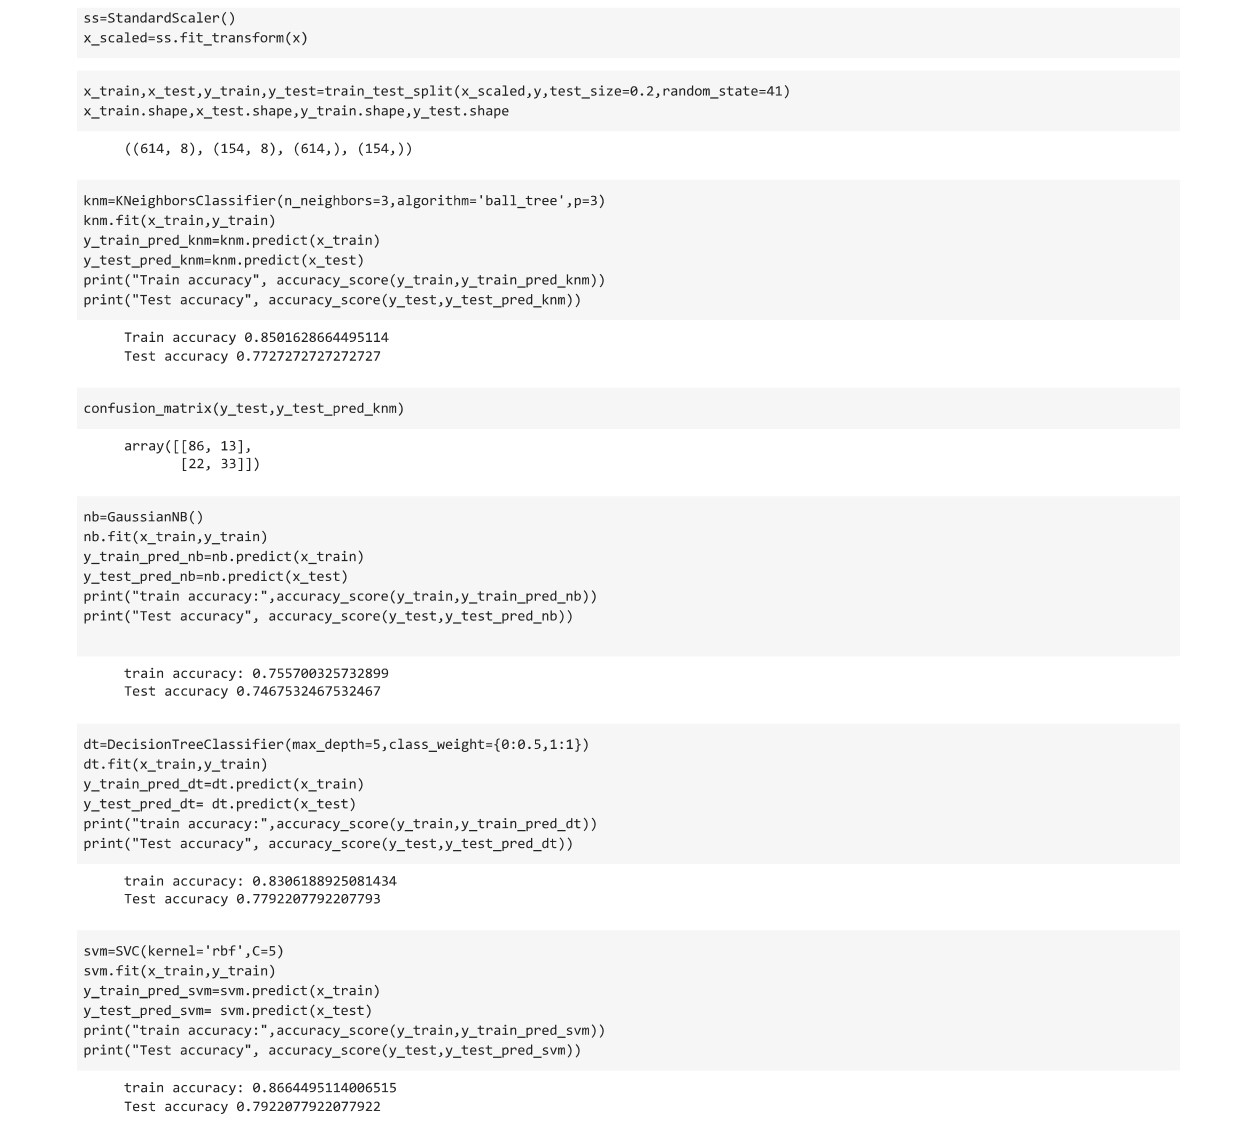 ss=StandardScaler()
x_scaled=ss.fit_transform(x)
x_train,x_test,y_train,y_test=train_test_split(x_scaled,y,test_size=0.2,random_state=41)
x_train.shape,x_test.shape,y_train.shape,y_test.shape
((614, 8), (154, 8), (614,), (154,))
knm=KNeighborsClassifier(n_neighbors=3,algorithm='ball_tree',p=3)
knm.fit(x_train,y_train)
y_train_pred_knm=knm.predict(x_train)
y_test_pred_knm=knm.predict(x_test)
print("Train accuracy", accuracy_score(y_train,y_train_pred_knm))
print("Test accuracy", accuracy_score(y_test,y_test_pred_knm))
Train accuracy 0.8501628664495114
Test accuracy 0.7727272727272727
confusion_matrix(y_test,y_test_pred_knm)
array([[86, 13],
[22, 33]])
nb=GaussianNB()
nb.fit(x_train,y_train)
y_train_pred_nb=nb.predict(x_train)
y_test_pred_nb=nb.predict(x_test)
print("train accuracy:",accuracy_score(y_train,y_train_pred_nb))
print("Test accuracy", accuracy_score(y_test,y_test_pred_nb))
train accuracy: 0.755700325732899
Test accuracy 0.7467532467532467
dt=DecisionTreeClassifier(max_depth=5,class_weight={0:0.5,1:1})
dt.fit(x_train,y_train)
y_train_pred_dt=dt.predict(x_train)
y_test_pred_dt= dt.predict(x_test)
print("train accuracy:",accuracy_score(y_train,y_train_pred_dt))
print("Test accuracy", accuracy_score(y_test,y_test_pred_dt))
train accuracy: 0.8306188925081434
Test accuracy 0.7792207792207793
svm=SVC(kernel='rbf',C=5)
svm.fit(x_train,y_train)
y_train_pred_svm=svm.predict(x_train)
y_test_pred_svm= svm.predict(x_test)
print("train accuracy:",accuracy_score(y_train,y_train_pred_svm))
print("Test accuracy", accuracy_score(y_test,y_test_pred_svm))
train accuracy: 0.8664495114006515
Test accuracy 0.7922077922077922